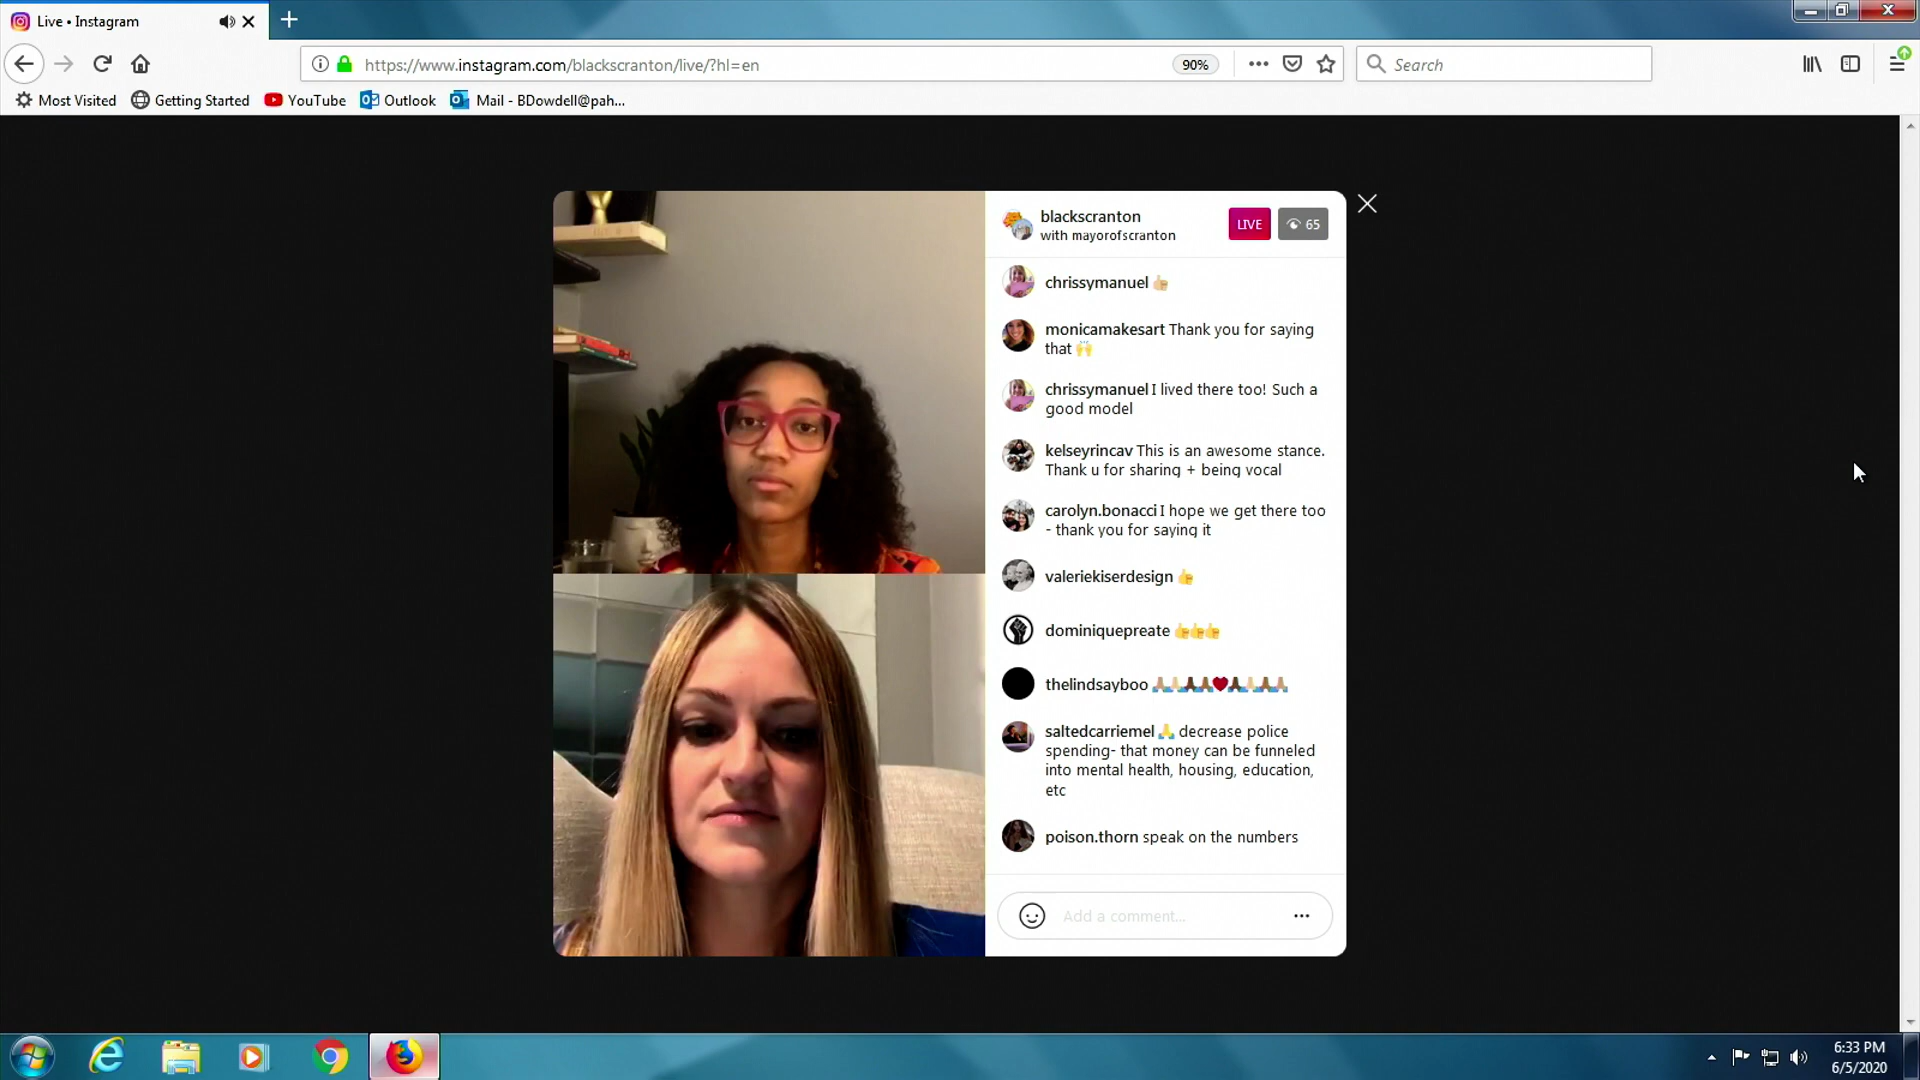 Live • Instagram
https://www.instagram.com/blackscranton/live/?hl=en
90%
Search
Most Visited
Getting Started
YouTube
Outlook
Mail - BDowdell@pah...
blackscranton
with mayorofscranton
LIVE
65
chrissymanuel 👍🏼
monicamakesart Thank you for saying
that 🙌
chrissymanuel I lived there too! Such a
good model
kelseyrincav This is an awesome stance.
Thank u for sharing + being vocal
carolyn.bonacci I hope we get there too
- thank you for saying it
valeriekiserdesign 👍
dominiquepreate 👍👍👍
thelindsayboo 🙏🏽🙏🏼🙏🏿🙏🏾❤️🙏🏿🙏🏼🙏🏾🙏🏽
saltedcarriemel 🙏 decrease police
spending- that money can be funneled
into mental health, housing, education,
etc
poison.thorn speak on the numbers
Add a comment...
6:33 PM
6/5/2020